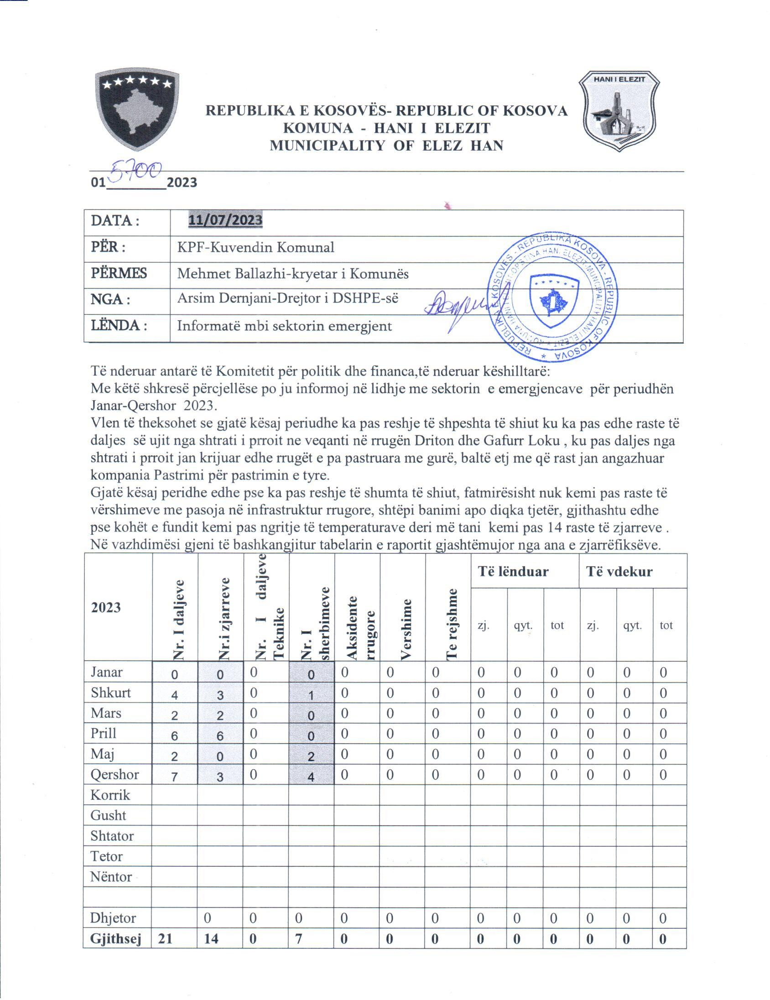 HANI I ELEZIT
REPUBLIKA E KOSOVËS- REPUBLIC OF KOSOVA
KOMUNA - HANI I ELEZIT
MUNICIPALITY OF ELEZ HAN
01 5700 2023
DATA : 11/07/2023
PËR : KPF-Kuvendin Komunal
PËRMES Mehmet Ballazhi-kryetar i Komunës
NGA : Arsim Dernjani-Drejtor i DSHPE-së
LËNDA : Informatë mbi sektorin emergjent
REPUBLIKA E KOSOVËS - REPUBLIKA KOSOVA - REPUBLIC OF KOSOVA *
Të nderuar antarë të Komitetit për politik dhe financa,të nderuar këshilltarë:
Me këtë shkresë përcjellëse po ju informoj në lidhje me sektorin e emergjencave për periudhën
Janar-Qershor 2023.
Vlen të theksohet se gjatë kësaj periudhe ka pas reshje të shpeshta të shiut ku ka pas edhe raste të
daljes së ujit nga shtrati i prroit ne veqanti në rrugën Driton dhe Gafurr Loku , ku pas daljes nga
shtrati i prroit jan krijuar edhe rrugët e pa pastruara me gurë, baltë etj me që rast jan angazhuar
kompania Pastrimi për pastrimin e tyre.
Gjatë kësaj peridhe edhe pse ka pas reshje të shumta të shiut, fatmirësisht nuk kemi pas raste të
vërshimeve me pasoja në infrastruktur rrugore, shtëpi banimi apo diqka tjetër, gjithashtu edhe
pse kohët e fundit kemi pas ngritje të temperaturave deri më tani kemi pas 14 raste të zjarreve .
Në vazhdimësi gjeni të bashkangjitur tabelarin e raportit gjashtëmujor nga ana e zjarrëfiksëve.
2023 Nr. I daljeve Nr.i zjarreve Nr. I daljeve Teknike Nr. I sherbimeve Aksidente rrugore Vershime Te rejshme Të lënduar Të vdekur
zj. qyt. tot zj. qyt. tot
Janar 0 0 0 0 0 0 0 0 0 0 0 0 0
Shkurt 4 3 0 1 0 0 0 0 0 0 0 0 0
Mars 2 2 0 0 0 0 0 0 0 0 0 0 0
Prill 6 6 0 0 0 0 0 0 0 0 0 0 0
Maj 2 0 0 2 0 0 0 0 0 0 0 0 0
Qershor 7 3 0 4 0 0 0 0 0 0 0 0 0
Korrik
Gusht
Shtator
Tetor
Nëntor
Dhjetor 0 0 0 0 0 0 0 0 0 0 0 0
Gjithsej 21 14 0 7 0 0 0 0 0 0 0 0 0